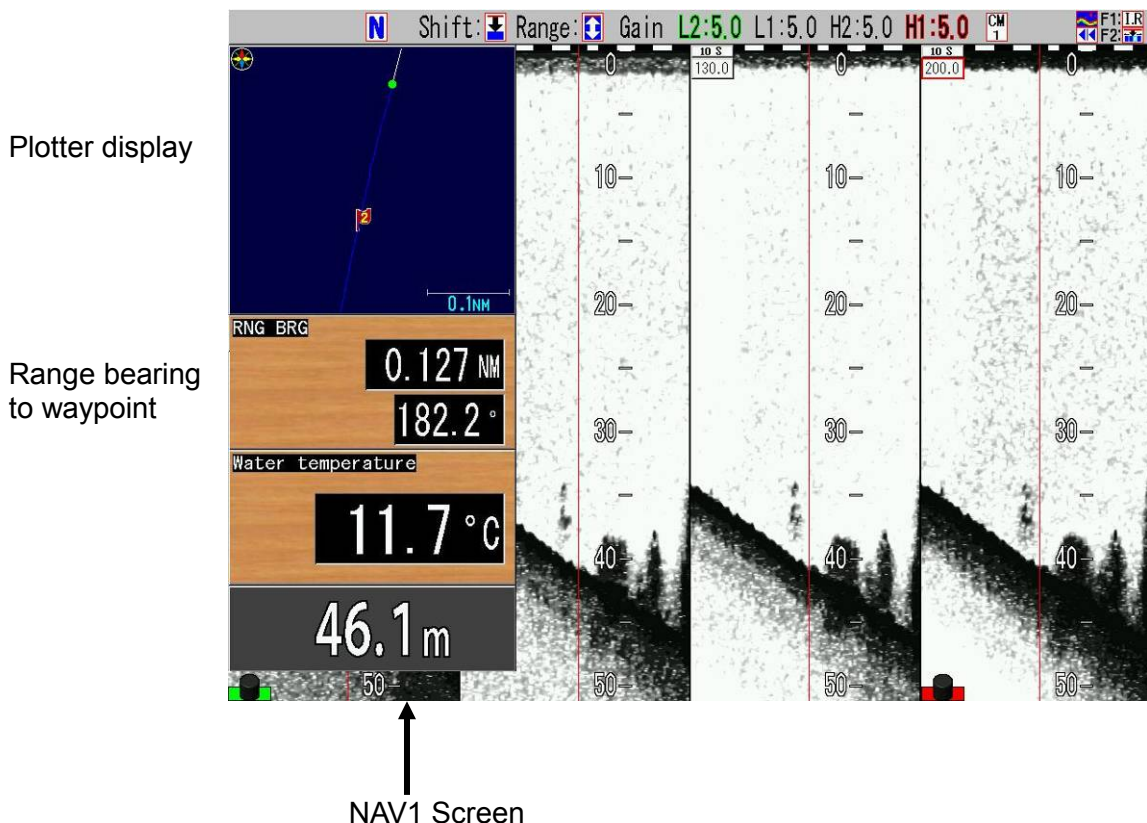 N Shift: Range: Gain L2:5.0 L1:5.0 H2:5.0 H1:5.0 CM 1 F1: I.R
F2:
10 S
130.0
10 S
200.0
0
0
0
Plotter display
2
0.1NM
10
10
10
20
20
20
RNG BRG
0.127 NM
182.2°
Range bearing
to waypoint
30
30
30
Water temperature
11.7 °C
40
40
40
46.1m
50
50
50
50
NAV1 Screen